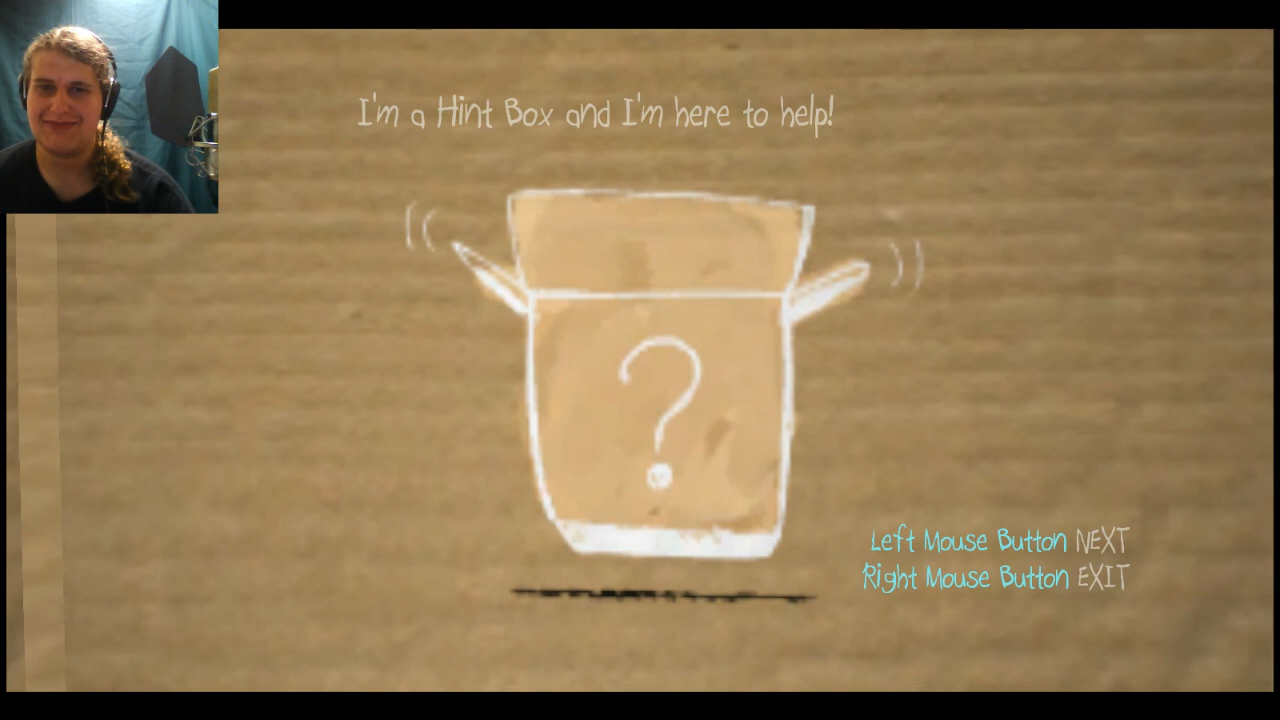 I'm a Hint Box and I'm here to help!
?
Left Mouse Button NEXT
Right Mouse Button EXIT